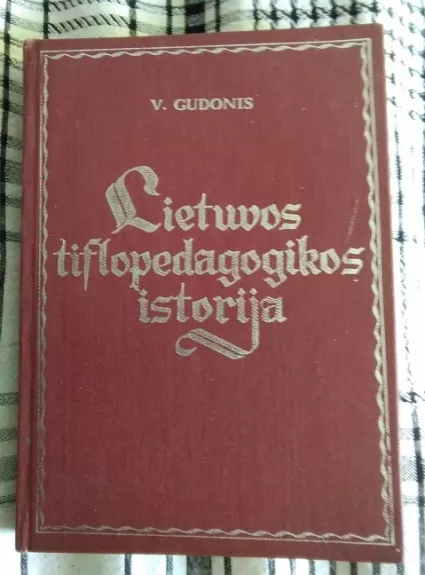 V. GUDONIS
Lietuvos
tiflopedagogikos
istorija